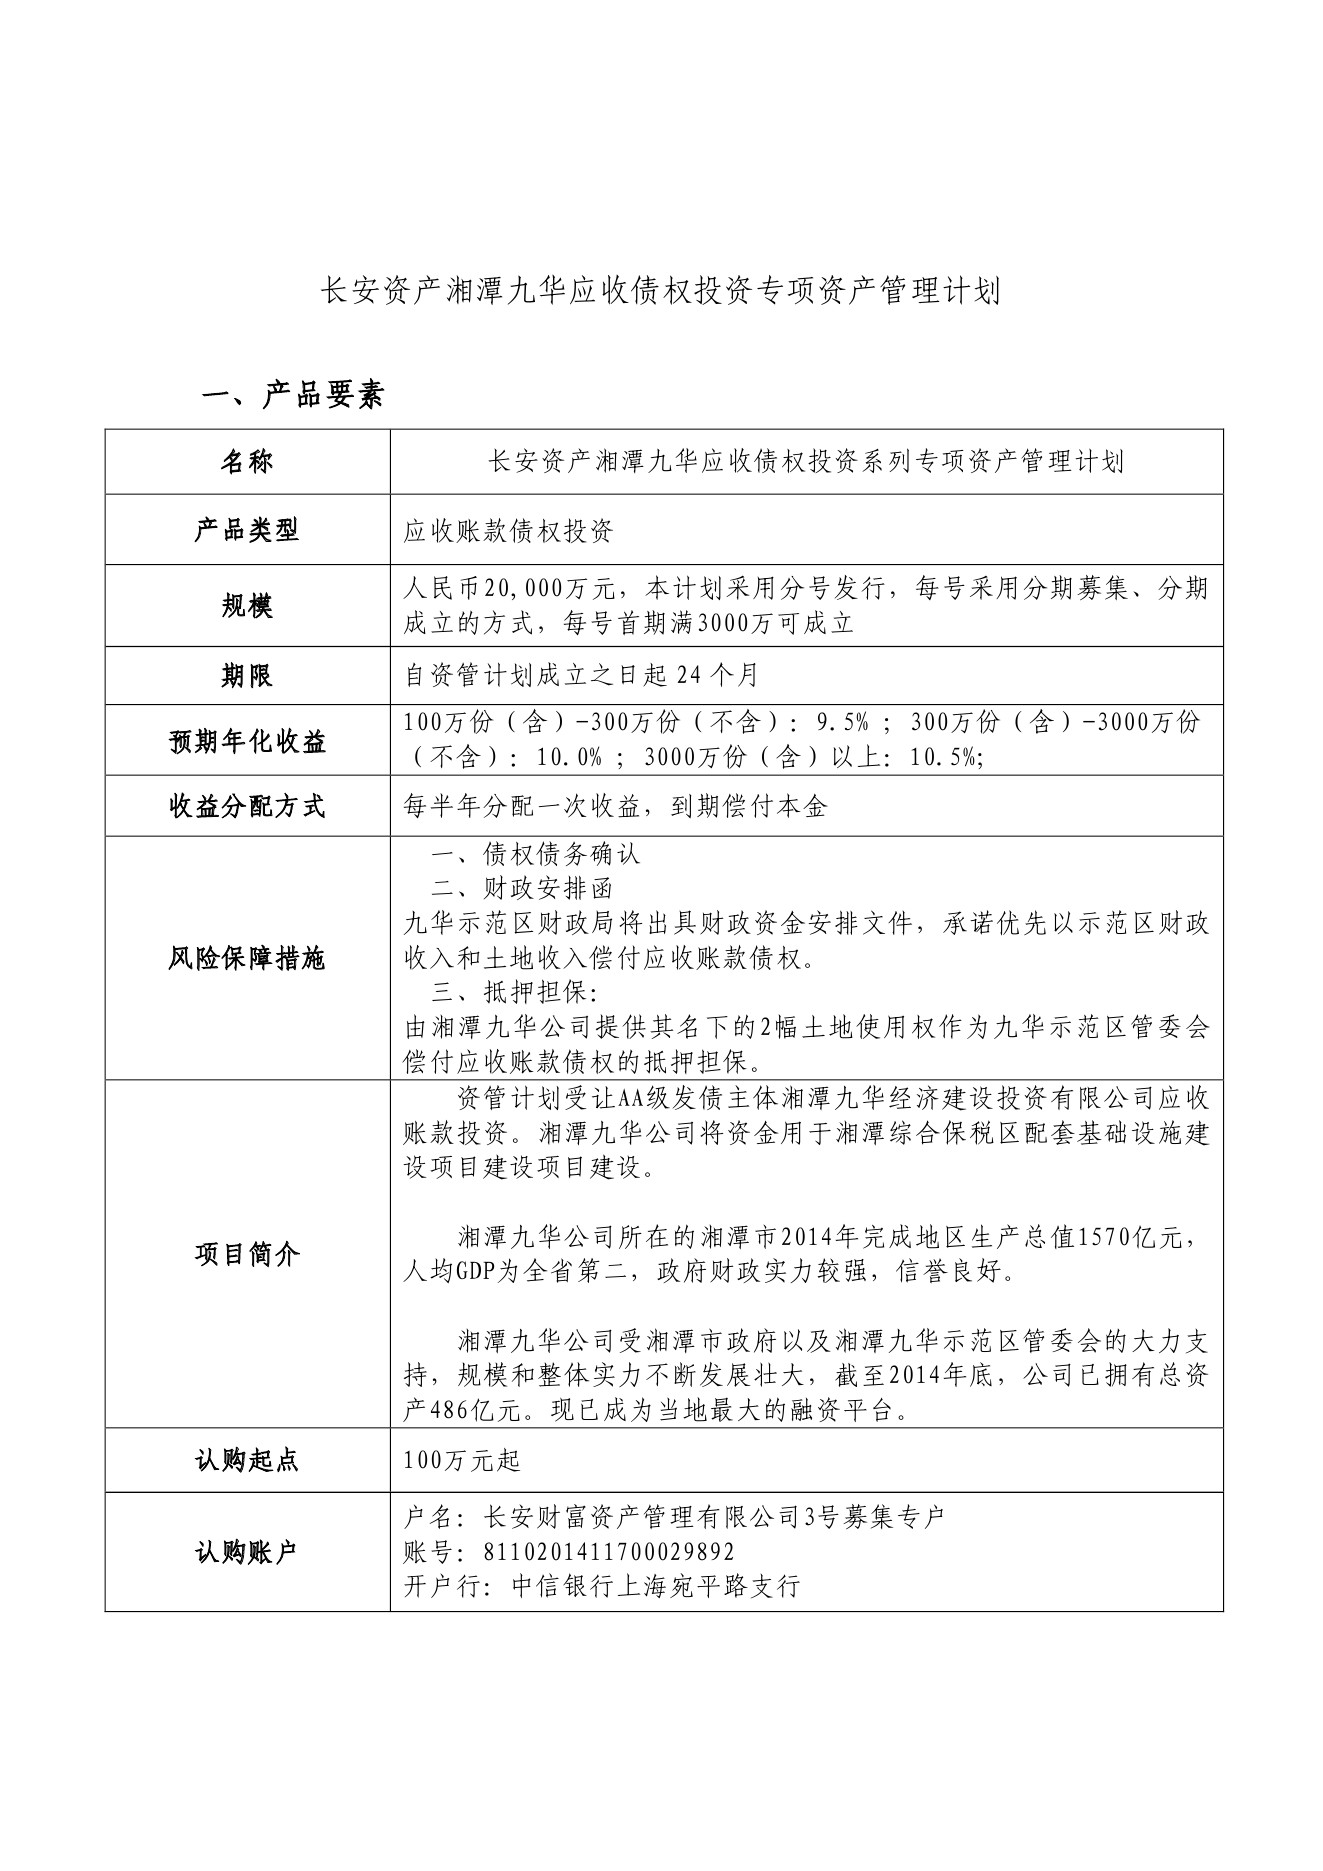 长安资产湘潭九华应收债权投资专项资产管理计划
一、产品要素
名称
长安资产湘潭九华应收债权投资系列专项资产管理计划
产品类型
应收账款债权投资
规模
人民币20,000万元，本计划采用分号发行，每号采用分期募集、分期
成立的方式，每号首期满3000万可成立
期限
自资管计划成立之日起 24 个月
预期年化收益
100万份（含）-300万份（不含）：9.5% ；300万份（含）-3000万份
（不含）：10.0% ；3000万份（含）以上：10.5%;
收益分配方式
每半年分配一次收益，到期偿付本金
风险保障措施
一、债权债务确认
二、财政安排函
九华示范区财政局将出具财政资金安排文件，承诺优先以示范区财政
收入和土地收入偿付应收账款债权。
三、抵押担保：
由湘潭九华公司提供其名下的2幅土地使用权作为九华示范区管委会
偿付应收账款债权的抵押担保。
项目简介
资管计划受让AA级发债主体湘潭九华经济建设投资有限公司应收
账款投资。湘潭九华公司将资金用于湘潭综合保税区配套基础设施建
设项目建设项目建设。
湘潭九华公司所在的湘潭市2014年完成地区生产总值1570亿元，
人均GDP为全省第二，政府财政实力较强，信誉良好。
湘潭九华公司受湘潭市政府以及湘潭九华示范区管委会的大力支
持，规模和整体实力不断发展壮大，截至2014年底，公司已拥有总资
产486亿元。现已成为当地最大的融资平台。
认购起点
100万元起
认购账户
户名：长安财富资产管理有限公司3号募集专户
账号：8110201411700029892
开户行：中信银行上海宛平路支行